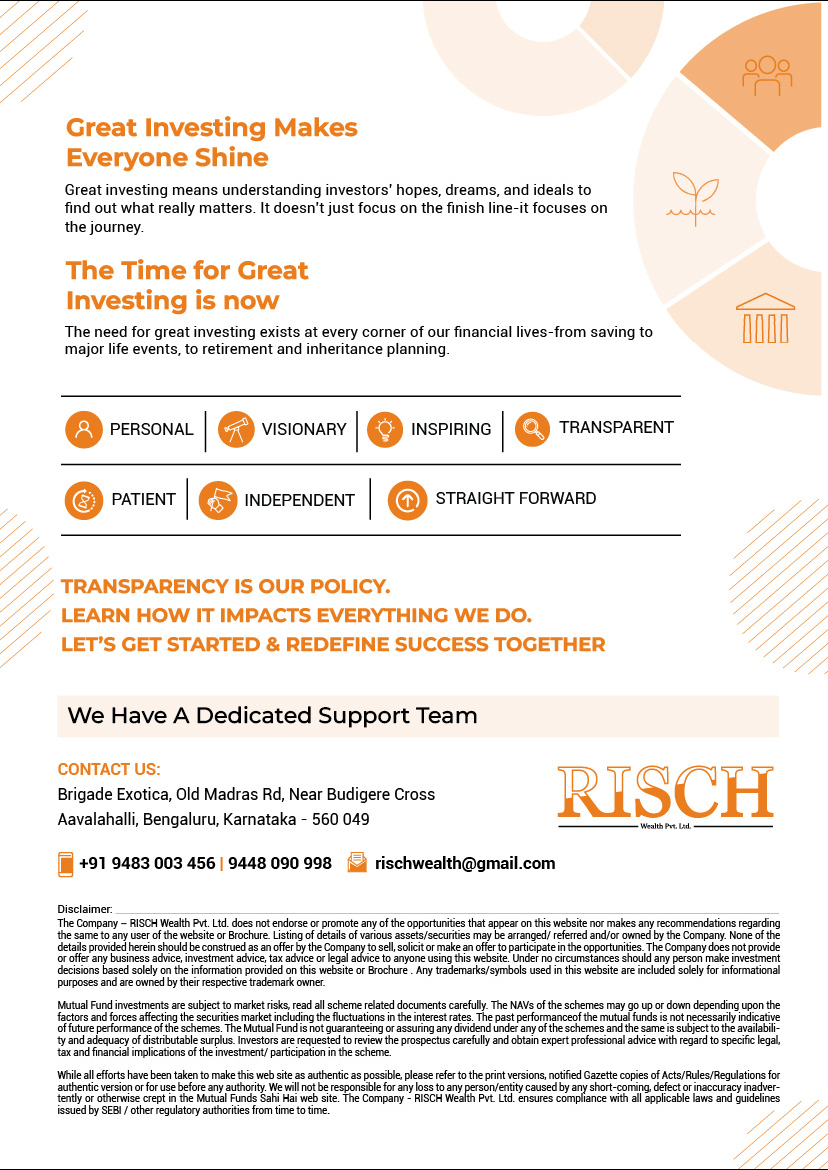 Great Investing Makes
Everyone Shine
Great investing means understanding investors' hopes, dreams, and ideals to
find out what really matters. It doesn't just focus on the finish line-it focuses on
the journey.
The Time for Great
Investing is now
The need for great investing exists at every corner of our financial lives-from saving to
major life events, to retirement and inheritance planning.
PERSONAL
VISIONARY
INSPIRING
TRANSPARENT
PATIENT
INDEPENDENT
STRAIGHT FORWARD
TRANSPARENCY IS OUR POLICY.
LEARN HOW IT IMPACTS EVERYTHING WE DO.
LET'S GET STARTED & REDEFINE SUCCESS TOGETHER
We Have A Dedicated Support Team
CONTACT US:
Brigade Exotica, Old Madras Rd, Near Budigere Cross
Aavalahalli, Bengaluru, Karnataka - 560 049
RISCH
Wealth Pvt. Ltd.
+91 9483 003 456 | 9448 090 998
rischwealth@gmail.com
Disclaimer:
The Company – RISCH Wealth Pvt. Ltd. does not endorse or promote any of the opportunities that appear on this website nor makes any recommendations regarding
the same to any user of the website or Brochure. Listing of details of various assets/securities may be arranged/ referred and/or owned by the Company. None of the
details provided herein should be construed as an offer by the Company to sell, solicit or make an offer to participate in the opportunities. The Company does not provide
or offer any business advice, investment advice, tax advice or legal advice to anyone using this website. Under no circumstances should any person make investment
decisions based solely on the information provided on this website or Brochure . Any trademarks/symbols used in this website are included solely for informational
purposes and are owned by their respective trademark owner.
Mutual Fund investments are subject to market risks, read all scheme related documents carefully. The NAVs of the schemes may go up or down depending upon the
factors and forces affecting the securities market including the fluctuations in the interest rates. The past performanceof the mutual funds is not necessarily indicative
of future performance of the schemes. The Mutual Fund is not guaranteeing or assuring any dividend under any of the schemes and the same is subject to the availabili-
ty and adequacy of distributable surplus. Investors are requested to review the prospectus carefully and obtain expert professional advice with regard to specific legal,
tax and financial implications of the investment/ participation in the scheme.
While all efforts have been taken to make this web site as authentic as possible, please refer to the print versions, notified Gazette copies of Acts/Rules/Regulations for
authentic version or for use before any authority. We will not be responsible for any loss to any person/entity caused by any short-coming, defect or inaccuracy inadver-
tently or otherwise crept in the Mutual Funds Sahi Hai web site. The Company - RISCH Wealth Pvt. Ltd. ensures compliance with all applicable laws and guidelines
issued by SEBI / other regulatory authorities from time to time.